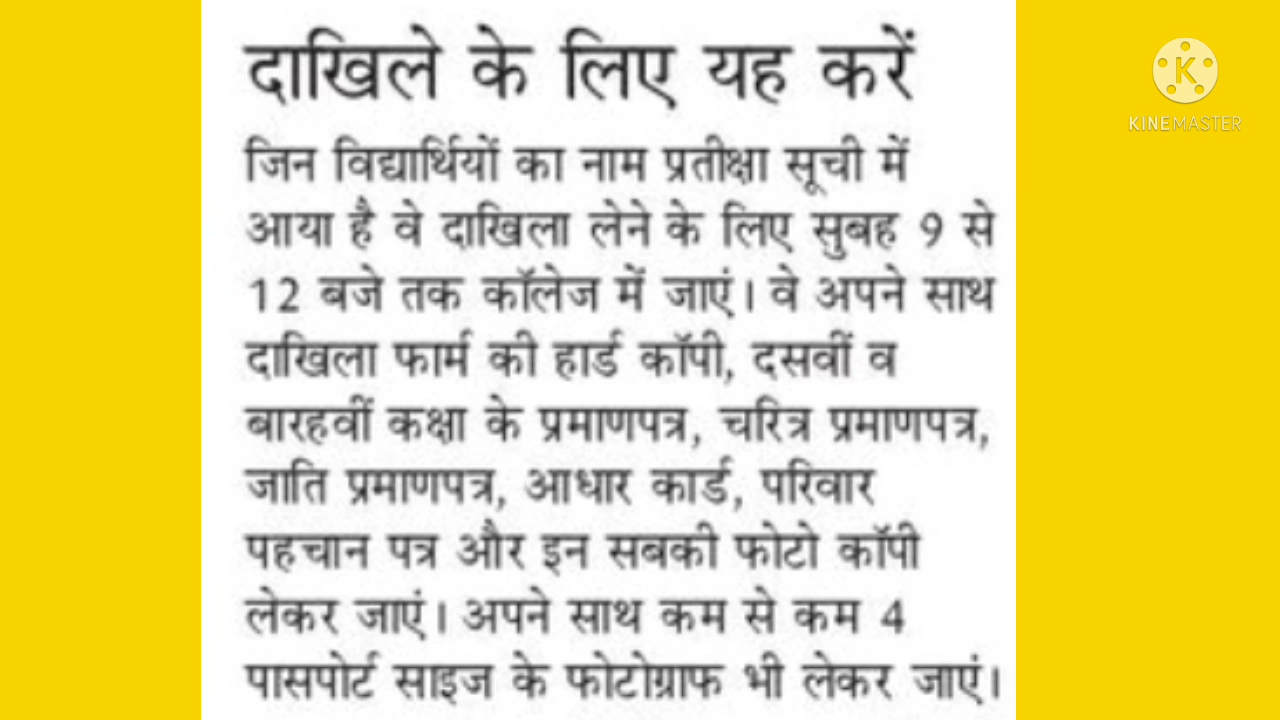 दाखिले के लिए यह करें
जिन विद्यार्थियों का नाम प्रतीक्षा सूची में
आया है वे दाखिला लेने के लिए सुबह 9 से
12 बजे तक कॉलेज में जाएं। वे अपने साथ
दाखिला फार्म की हार्ड कॉपी, दसवीं व
बारहवीं कक्षा के प्रमाणपत्र, चरित्र प्रमाणपत्र,
जाति प्रमाणपत्र, आधार कार्ड, परिवार
पहचान पत्र और इन सबकी फोटो कॉपी
लेकर जाएं। अपने साथ कम से कम 4
पासपोर्ट साइज के फोटोग्राफ भी लेकर जाएं।
K
KINEMASTER